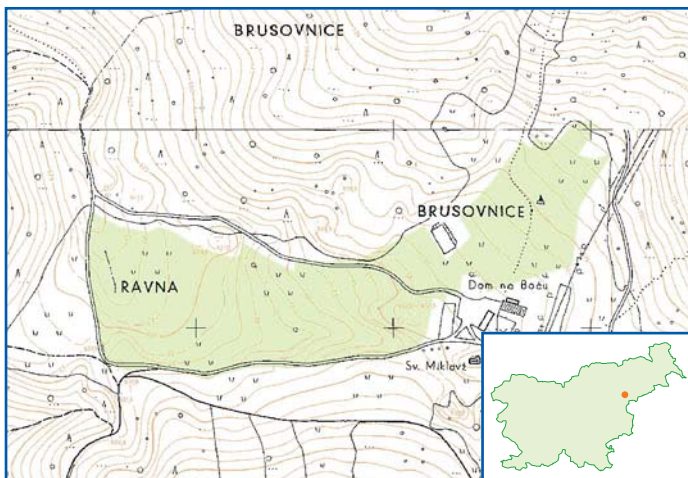 BRUSOVNICE
BRUSOVNICE
RAVNA
Dom na Boču
Sv. Miklavž